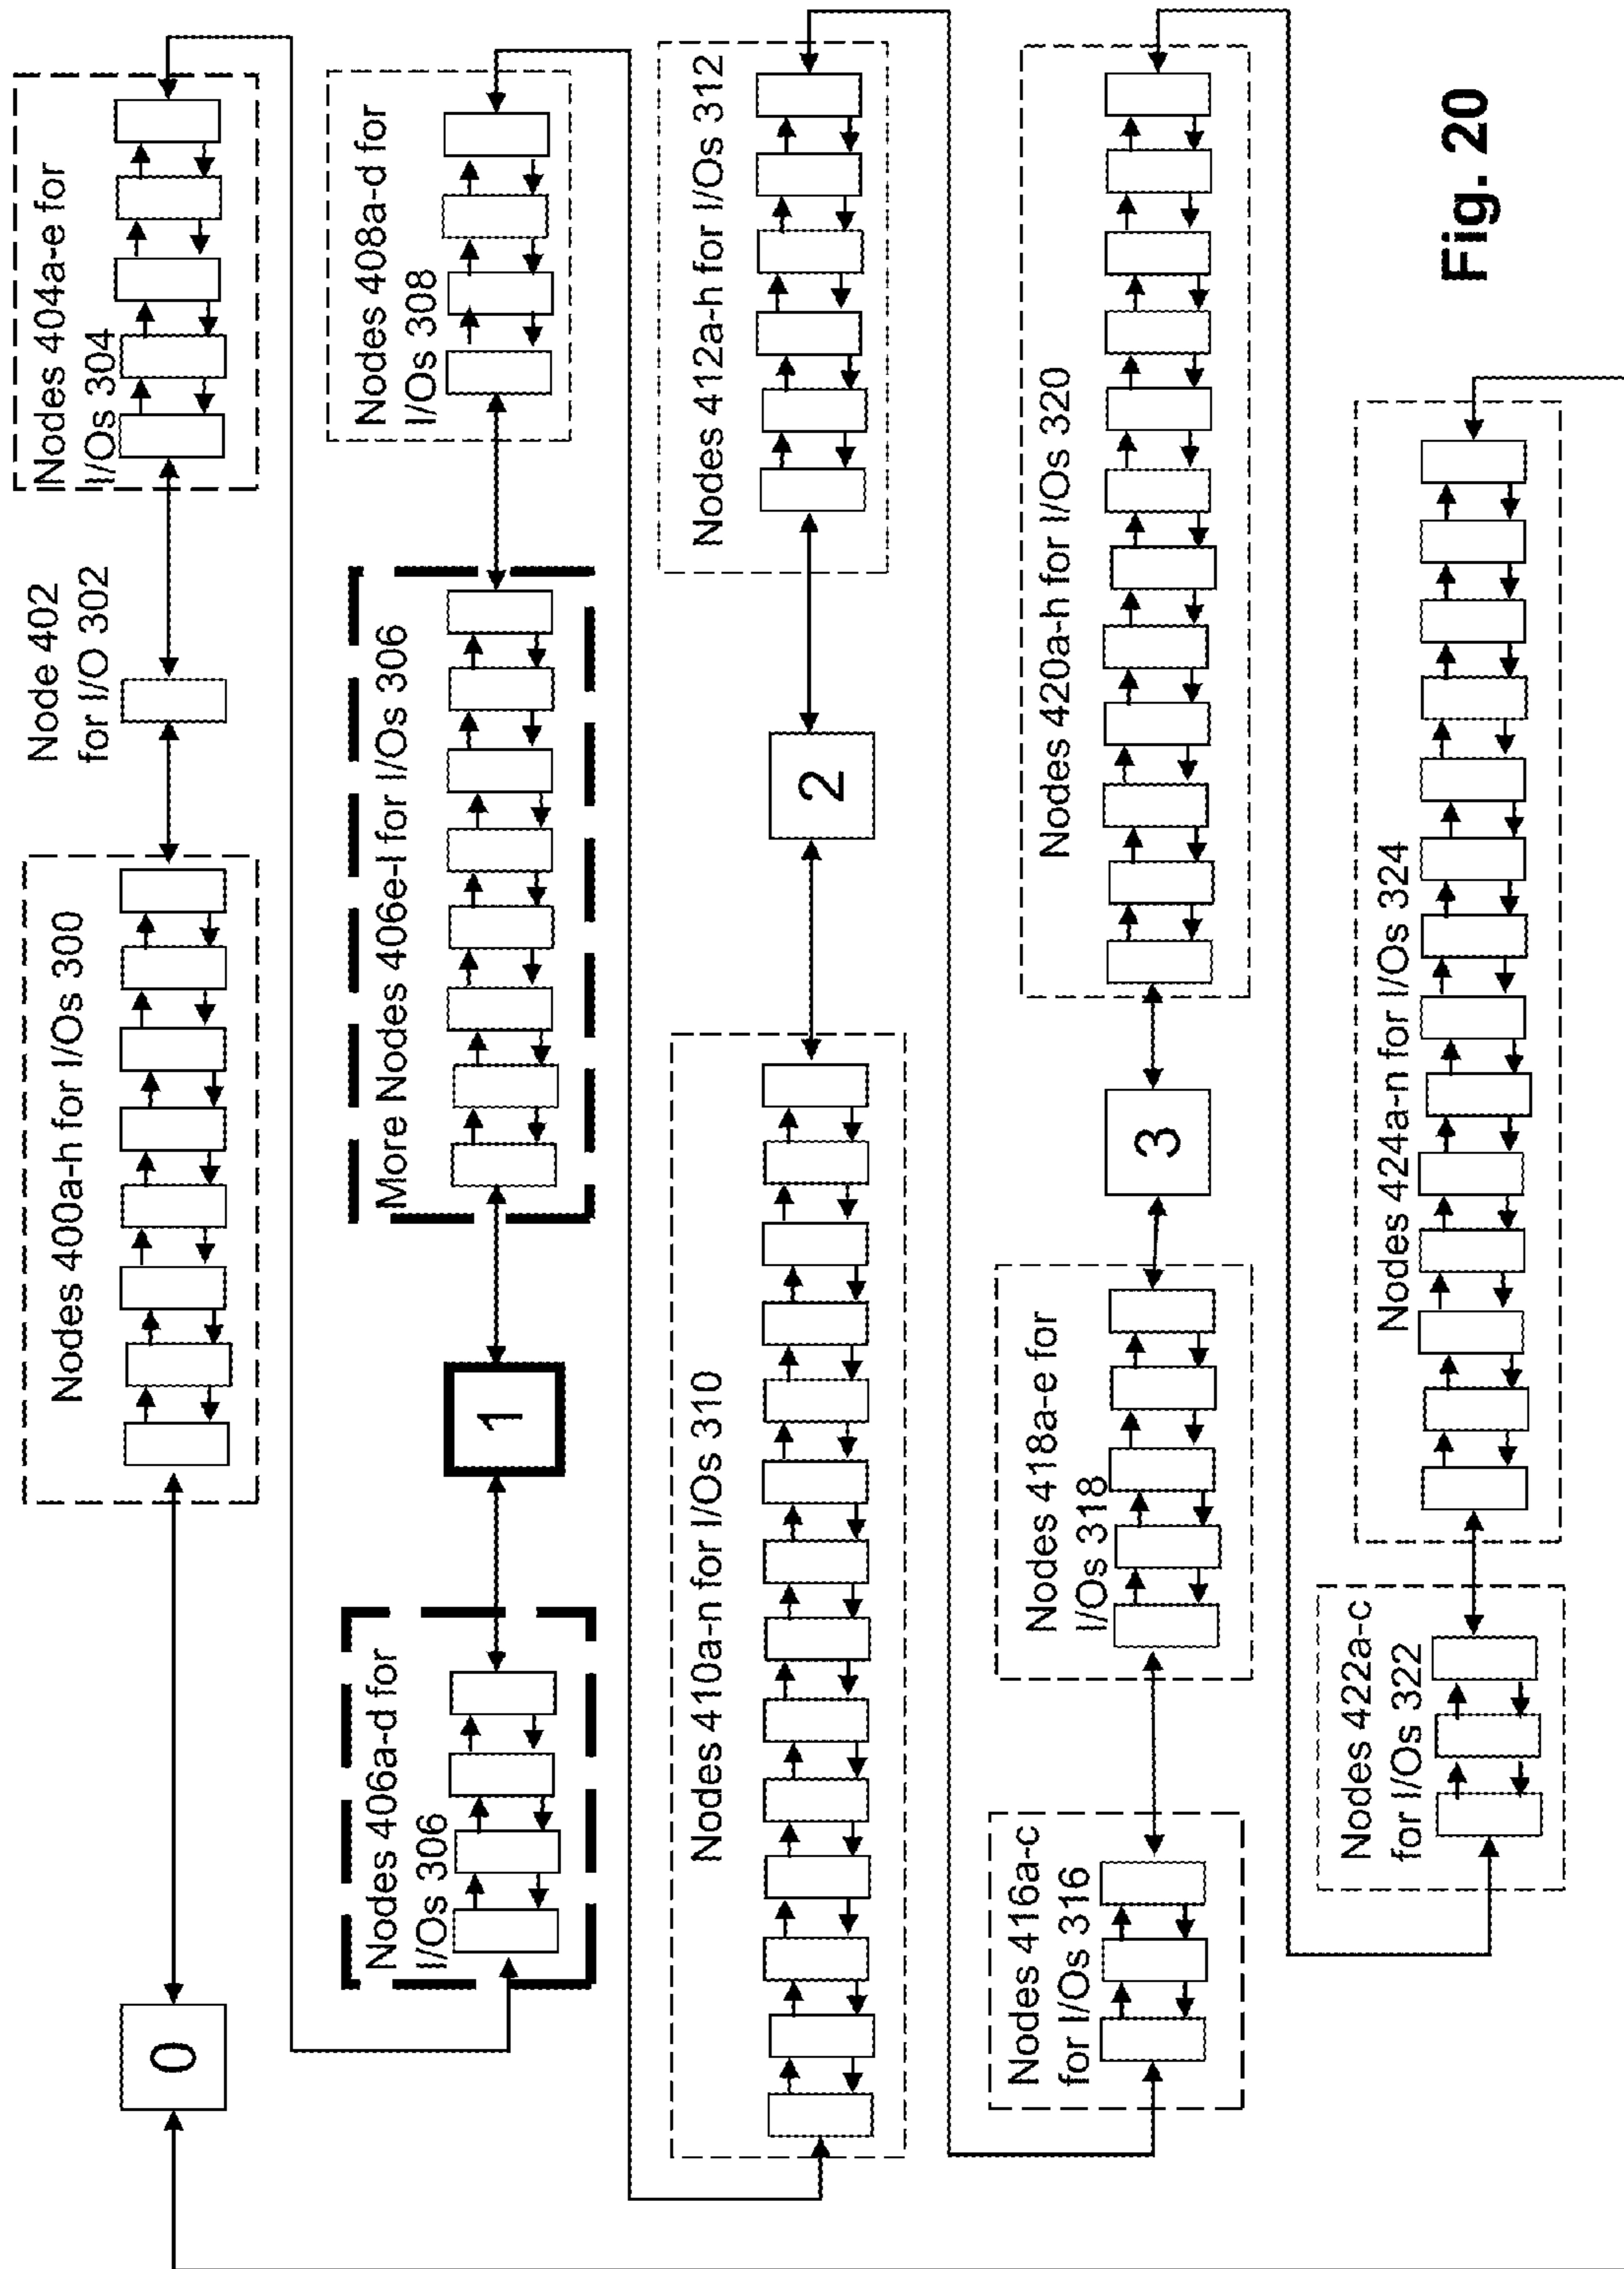 0
Nodes 400a-h for I/Os 300
Node 402
for I/O 302
Nodes 404a-e for
I/Os 304
Nodes 406a-d for
I/Os 306
1
More Nodes 406e-l for I/Os 306
Nodes 408a-d for
I/Os 308
Nodes 410a-n for I/Os 310
2
Nodes 412a-h for I/Os 312
Nodes 416a-c
for I/Os 316
Nodes 418a-e for
I/Os 318
3
Nodes 420a-h for I/Os 320
Nodes 422a-c
for I/Os 322
Nodes 424a-n for I/Os 324
Fig. 20